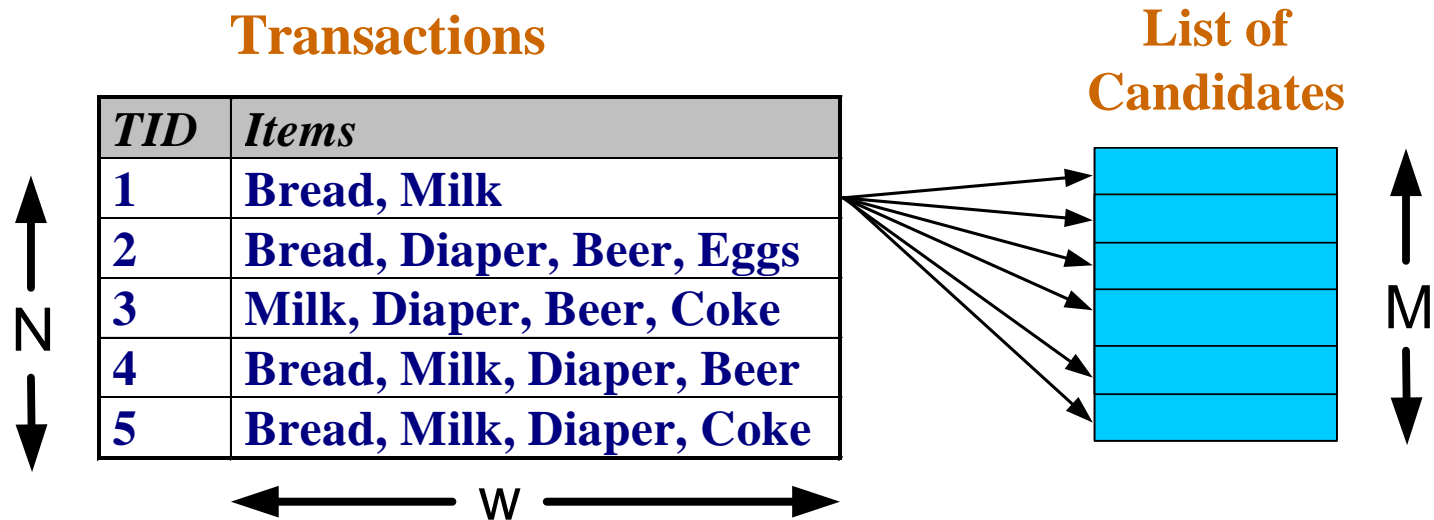 Transactions
List of
Candidates
TID Items
1 Bread, Milk
2 Bread, Diaper, Beer, Eggs
3 Milk, Diaper, Beer, Coke
4 Bread, Milk, Diaper, Beer
5 Bread, Milk, Diaper, Coke
N
M
w